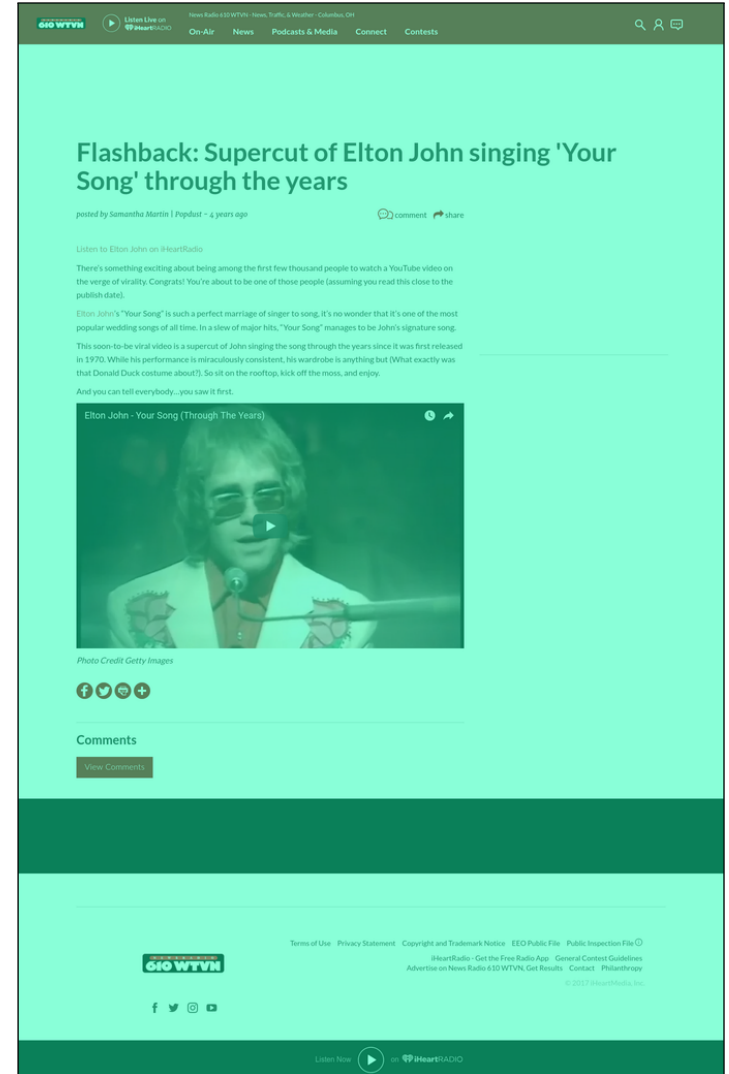 610 WTVN
Listen Live on
iHeartRADIO
News Radio 610 WTVN - News, Traffic, & Weather - Columbus, OH
On-Air News Podcasts & Media Connect Contests
Flashback: Supercut of Elton John singing 'Your
Song' through the years
posted by Samantha Martin | Popdust - 4 years ago
comment share
Listen to Elton John on iHeartRadio
There's something exciting about being among the first few thousand people to watch a YouTube video on
the verge of virality. Congrats! You're about to be one of those people (assuming you read this close to the
publish date).
Elton John's "Your Song" is such a perfect marriage of singer to song, it's no wonder that it's one of the most
popular wedding songs of all time. In a slew of major hits, "Your Song" manages to be John's signature song.
This soon-to-be viral video is a supercut of John singing the song through the years since it was first released
in 1970. While his performance is miraculously consistent, his wardrobe is anything but (What exactly was
that Donald Duck costume about?). So sit on the rooftop, kick off the moss, and enjoy.
And you can tell everybody...you saw it first.
Elton John - Your Song (Through The Years)
Photo Credit Getty Images
Comments
View Comments
Terms of Use Privacy Statement Copyright and Trademark Notice EEO Public File Public Inspection File
610 WTVN
iHeartRadio - Get the Free Radio App General Contest Guidelines
Advertise on News Radio 610 WTVN, Get Results Contact Philanthropy
© 2017 iHeartMedia, Inc.
Listen Now on iHeartRADIO